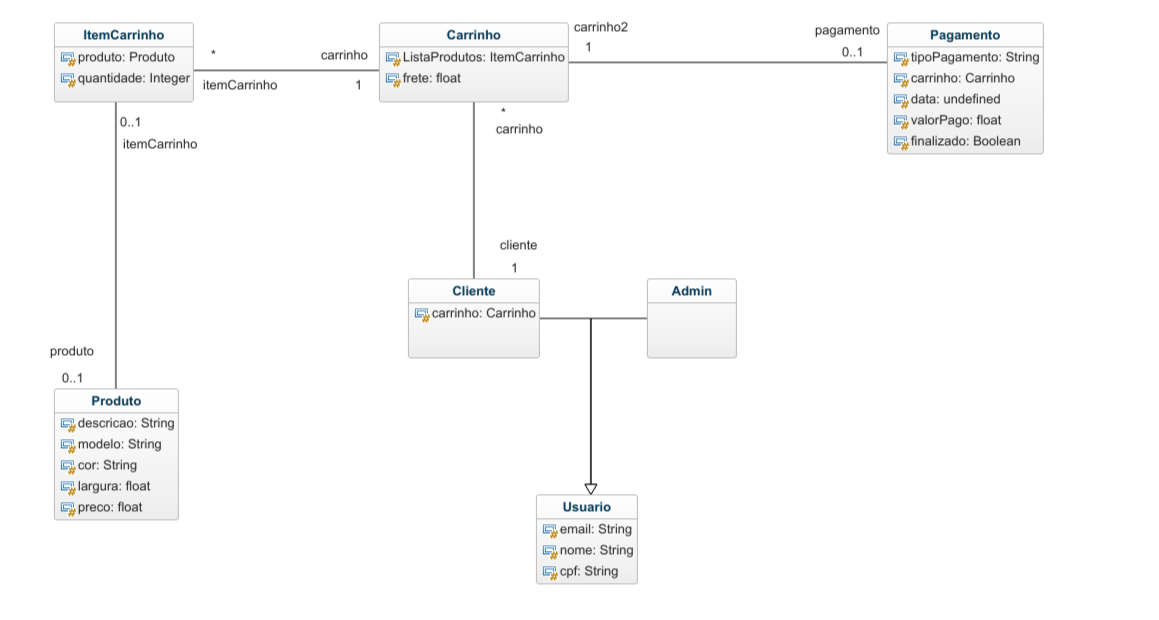 ItemCarrinho
produto: Produto
quantidade: Integer
*
itemCarrinho
carrinho
1
Carrinho
ListaProdutos: ItemCarrinho
frete: float
carrinho2
1
pagamento
0..1
Pagamento
tipoPagamento: String
carrinho: Carrinho
data: undefined
valorPago: float
finalizado: Boolean
0..1
itemCarrinho
*
carrinho
cliente
1
Cliente
carrinho: Carrinho
Admin
produto
0..1
Produto
descricao: String
modelo: String
cor: String
largura: float
preco: float
Usuario
email: String
nome: String
cpf: String